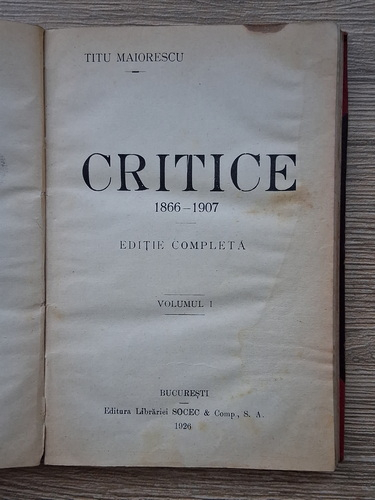 TITU MAIORESCU
CRITICE
1866-1907
EDIȚIE COMPLETĂ
VOLUMUL I
BUCUREȘTI
Editura Librăriei SOCEC & Comp., S. A.
1926